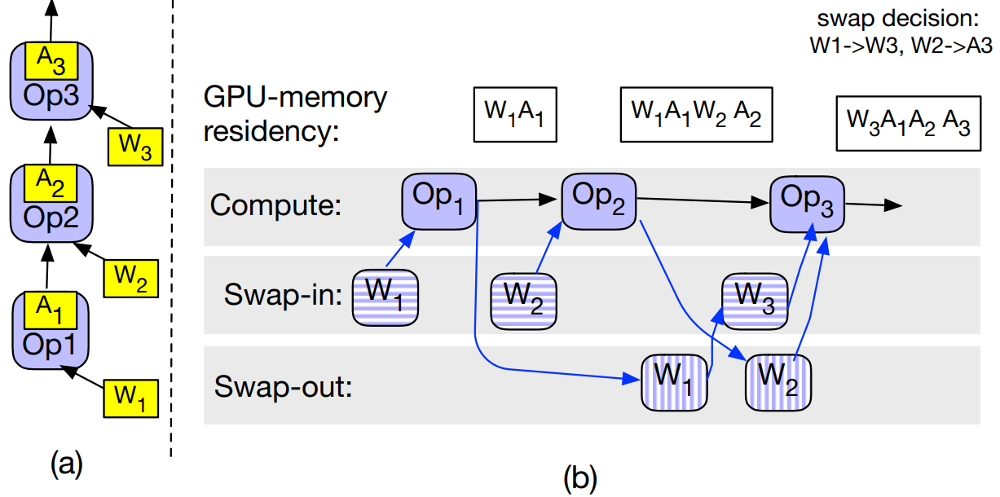 A3
Op3
W3
A2
Op2
W2
A1
Op1
W1
(a)
swap decision:
W1->W3, W2->A3
GPU-memory
residency:
W1A1
W1A1W2 A2
W3A1A2 A3
Compute:
Op1
Op2
Op3
Swap-in:
W1
W2
W3
Swap-out:
W1
W2
(b)